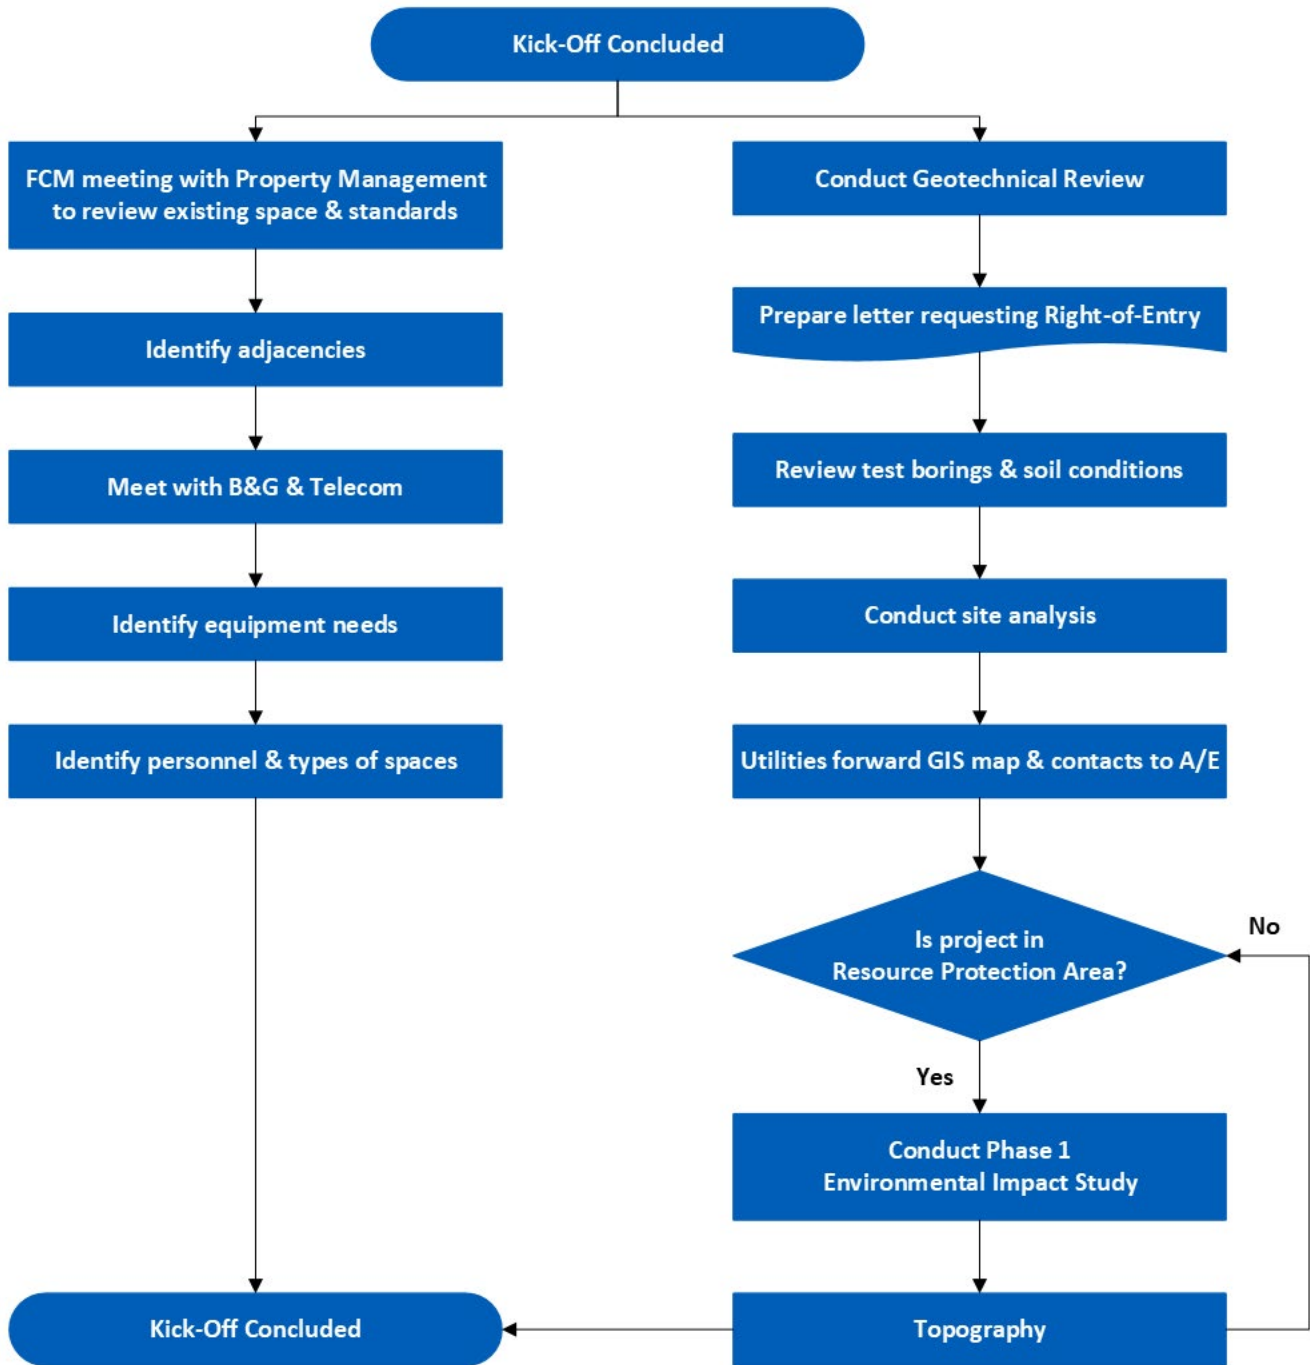 Kick-Off Concluded
FCM meeting with Property Management
to review existing space & standards
Identify adjacencies
Meet with B&G & Telecom
Identify equipment needs
Identify personnel & types of spaces
Kick-Off Concluded
Conduct Geotechnical Review
Prepare letter requesting Right-of-Entry
Review test borings & soil conditions
Conduct site analysis
Utilities forward GIS map & contacts to A/E
Is project in
Resource Protection Area?
No
Yes
Conduct Phase 1
Environmental Impact Study
Topography